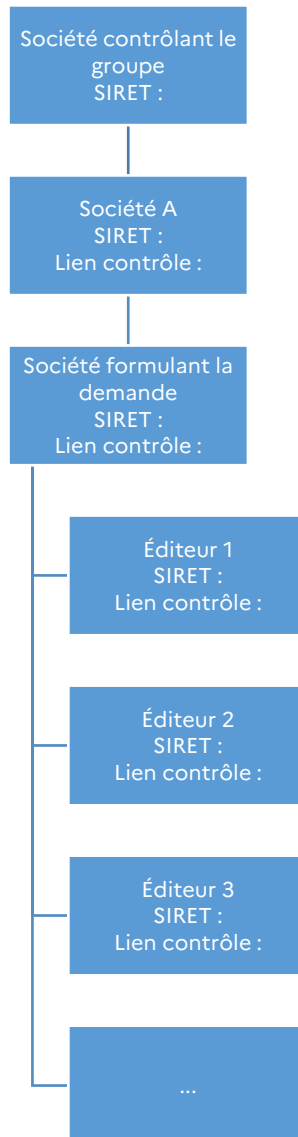 Société contrôlant le
groupe
SIRET :
Société A
SIRET :
Lien contrôle :
Société formulant la
demande
SIRET :
Lien contrôle :
Éditeur 1
SIRET :
Lien contrôle :
Éditeur 2
SIRET :
Lien contrôle :
Éditeur 3
SIRET :
Lien contrôle :
...